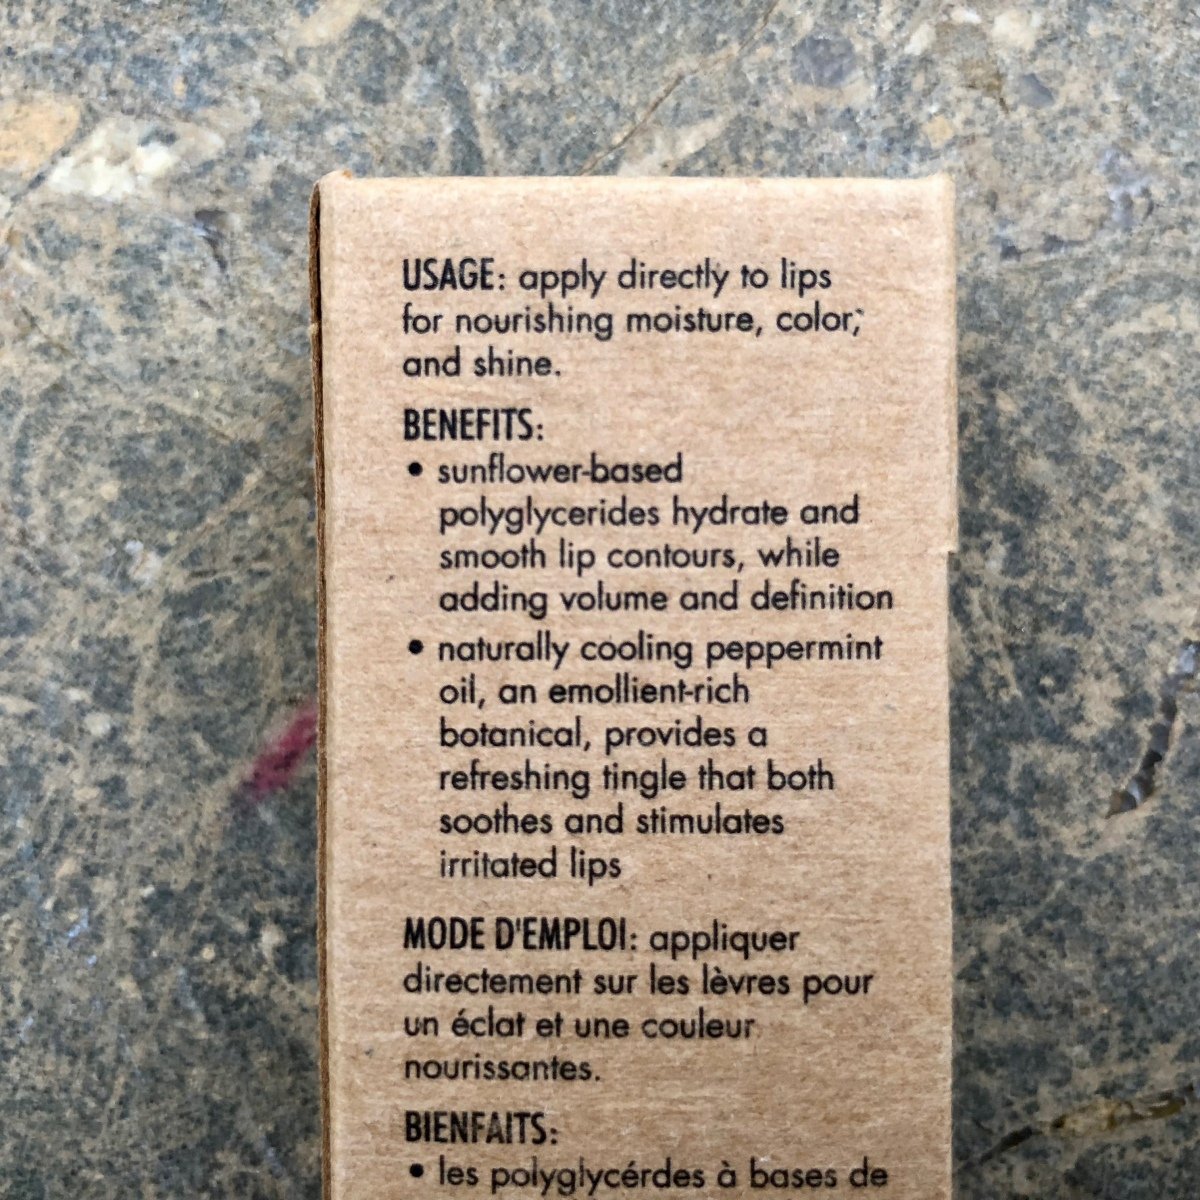 USAGE: apply directly to lips
for nourishing moisture, color,
and shine.
BENEFITS:
• sunflower-based
polyglycerides hydrate and
smooth lip contours, while
adding volume and definition
• naturally cooling peppermint
oil, an emollient-rich
botanical, provides a
refreshing tingle that both
soothes and stimulates
irritated lips
MODE D'EMPLOI: appliquer
directement sur les lèvres pour
un éclat et une couleur
nourissantes.
BIENFAITS:
• les polyglycérdes à bases de